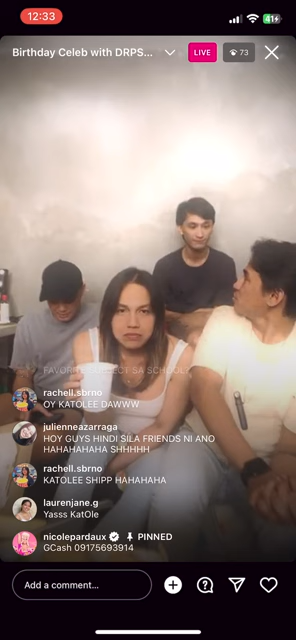 12:33
41
Birthday Celeb with DRPS...
LIVE
73
FAVORITE SUBJECT SA SCHOOL
rachell.sbrno
OY KATOLEE DAWWW
julienneazarraga
HOY GUYS HINDI SILA FRIENDS NI ANO
HAHAHAHAHA SHHHHH
rachell.sbrno
KATOLEE SHIPP HAHAHAHA
laurenjane.g
Yasss KatOle
nicolepardaux PINNED
GCash 09175693914
Add a comment...